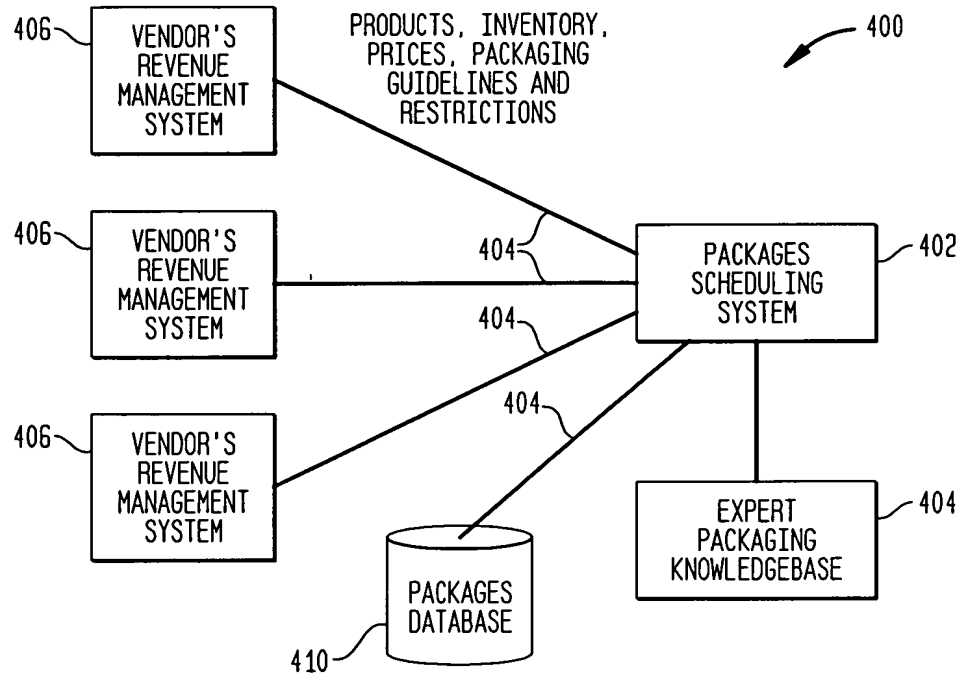 406
VENDOR'S
REVENUE
MANAGEMENT
SYSTEM
PRODUCTS, INVENTORY,
PRICES, PACKAGING
GUIDELINES AND
RESTRICTIONS
400
406
VENDOR'S
REVENUE
MANAGEMENT
SYSTEM
404
404
404
PACKAGES
SCHEDULING
SYSTEM
402
406
VENDOR'S
REVENUE
MANAGEMENT
SYSTEM
PACKAGES
DATABASE
410
EXPERT
PACKAGING
KNOWLEDGEBASE
404